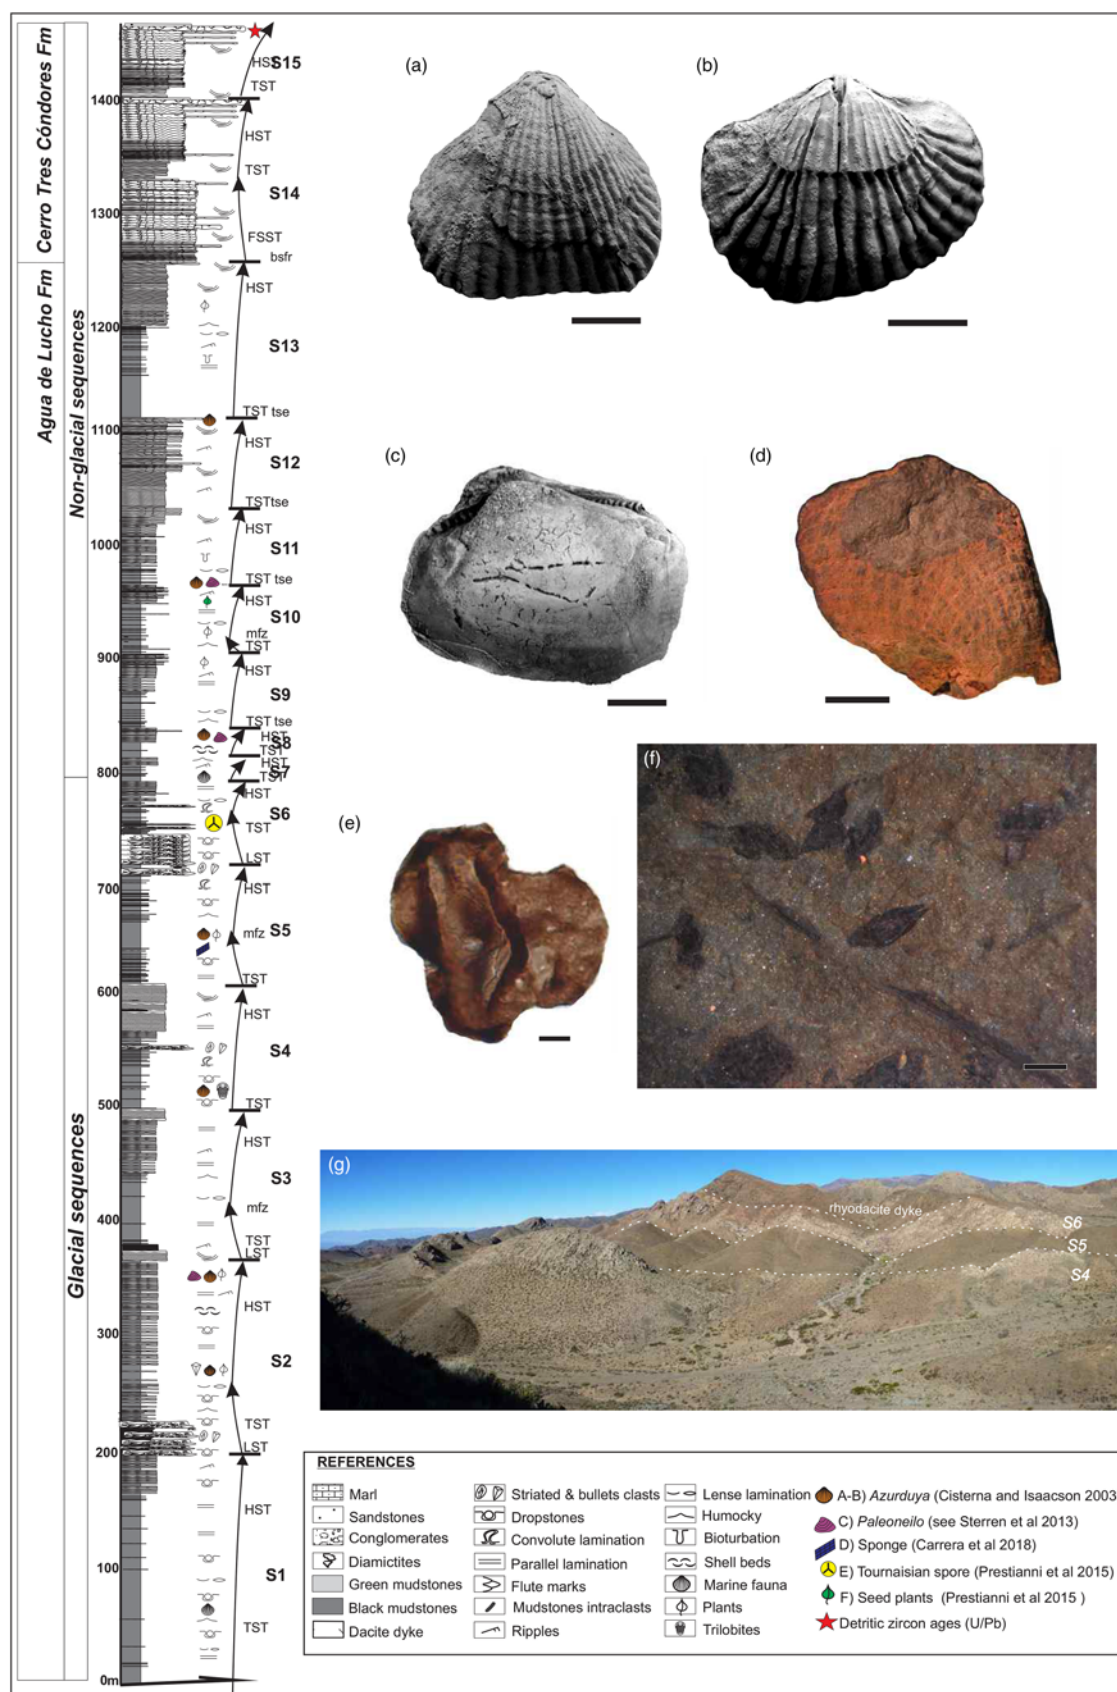 Cerro Tres Cóndores Fm
Agua de Lucho Fm
Non-glacial sequences
Glacial sequences
1400
1300
1200
1100
1000
900
800
700
600
500
400
300
200
100
0m
S15
TST
HST
TST
S14
FSST
bsfr
HST
S13
TST tse
HST
S12
TSTtse
HST
S11
TST tse
HST
S10
mfz
TST
HST
S9
TST tse
HST
S8
TST
HST
S7
TST
HST
S6
TST
LST
HST
mfz
S5
TST
HST
S4
TST
HST
S3
mfz
TST
LST
HST
S2
TST
LST
HST
S1
TST
(a)
(b)
(c)
(d)
(e)
(f)
(g)
rhyodacite dyke
S6
S5
S4
REFERENCES
Marl
Sandstones
Conglomerates
Diamictites
Green mudstones
Black mudstones
Dacite dyke
Striated & bullets clasts
Dropstones
Convolute lamination
Parallel lamination
Flute marks
Mudstones intraclasts
Ripples
Lense lamination
Humocky
Bioturbation
Shell beds
Marine fauna
Plants
Trilobites
A-B) Azurduya (Cisterna and Isaacson 2003)
C) Paleoneilo (see Sterren et al 2013)
D) Sponge (Carrera et al 2018)
E) Tournaisian spore (Prestianni et al 2015)
F) Seed plants (Prestianni et al 2015 )
Detritic zircon ages (U/Pb)